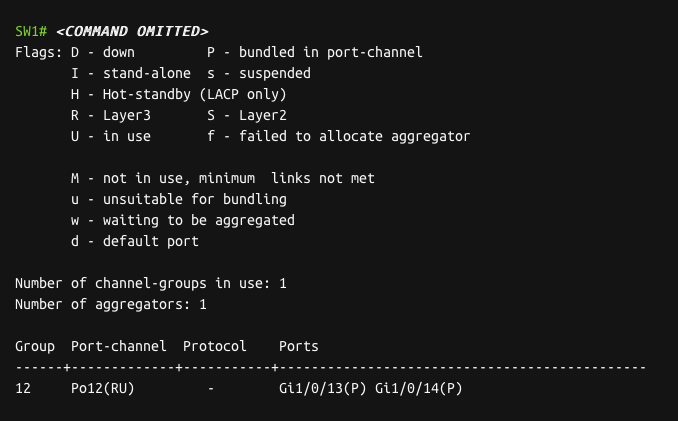 SW1# <COMMAND OMITTED>
Flags: D - down         P - bundled in port-channel
       I - stand-alone  s - suspended
       H - Hot-standby (LACP only)
       R - Layer3       S - Layer2
       U - in use       f - failed to allocate aggregator

       M - not in use, minimum  links not met
       u - unsuitable for bundling
       w - waiting to be aggregated
       d - default port

Number of channel-groups in use: 1
Number of aggregators: 1

Group  Port-channel  Protocol    Ports
------+-------------+-----------+----------------------------------------------
12     Po12(RU)         -        Gi1/0/13(P) Gi1/0/14(P)